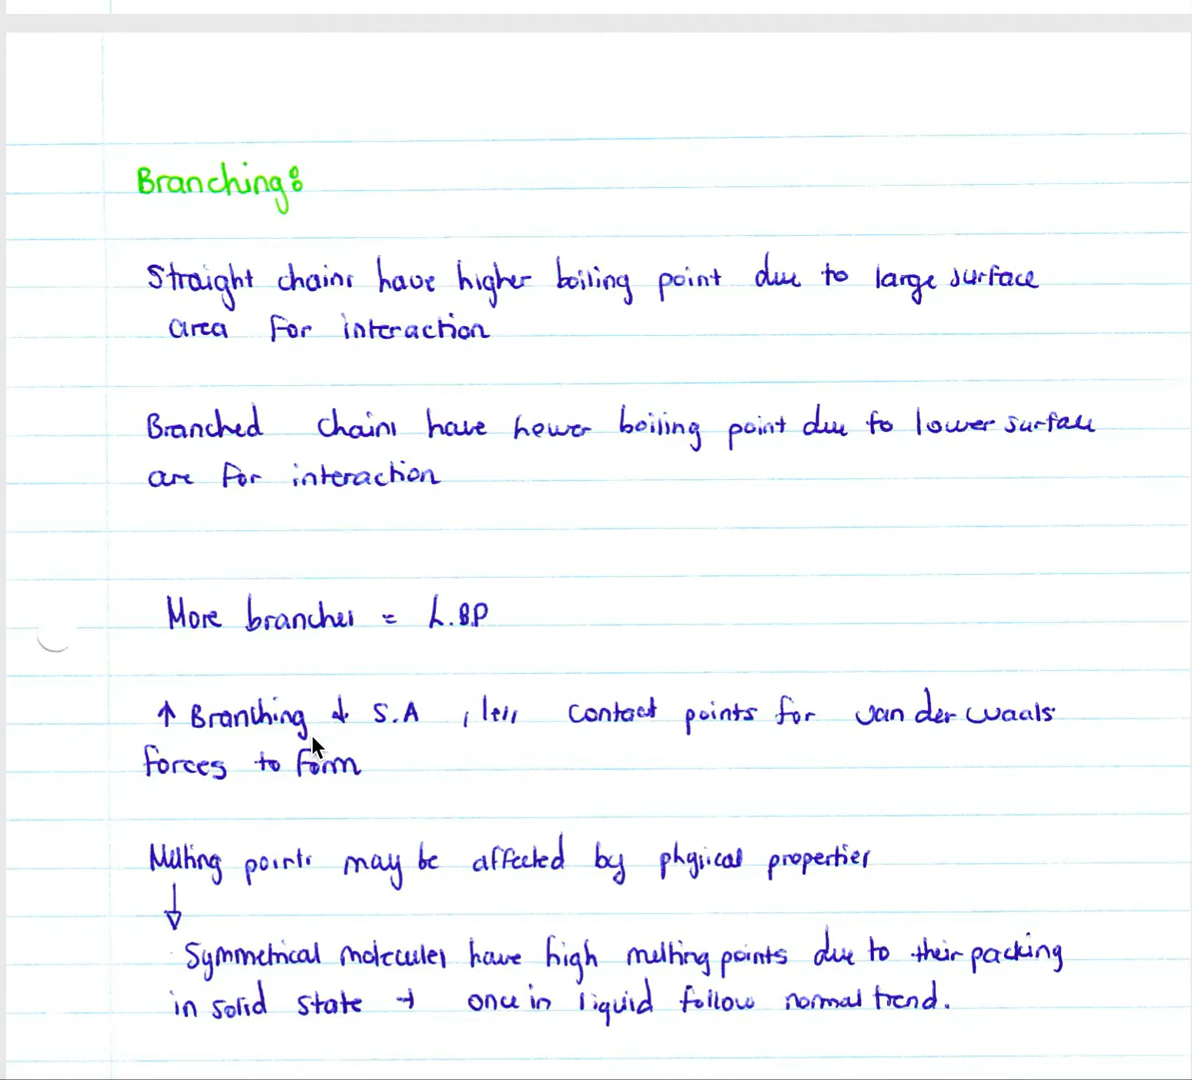 Branching:
Straight chains have higher boiling point due to large surface
area for interaction
Branched chains have lower boiling point due to lower surface
are for interaction
More branches = L.BP
↑ Branching ↓ S.A , less contact points for van der waals
forces to form
Melting points may be affected by physical properties
↓
Symmetrical molecules have high melting points due to their packing
in solid state → once in liquid follow normal trend.